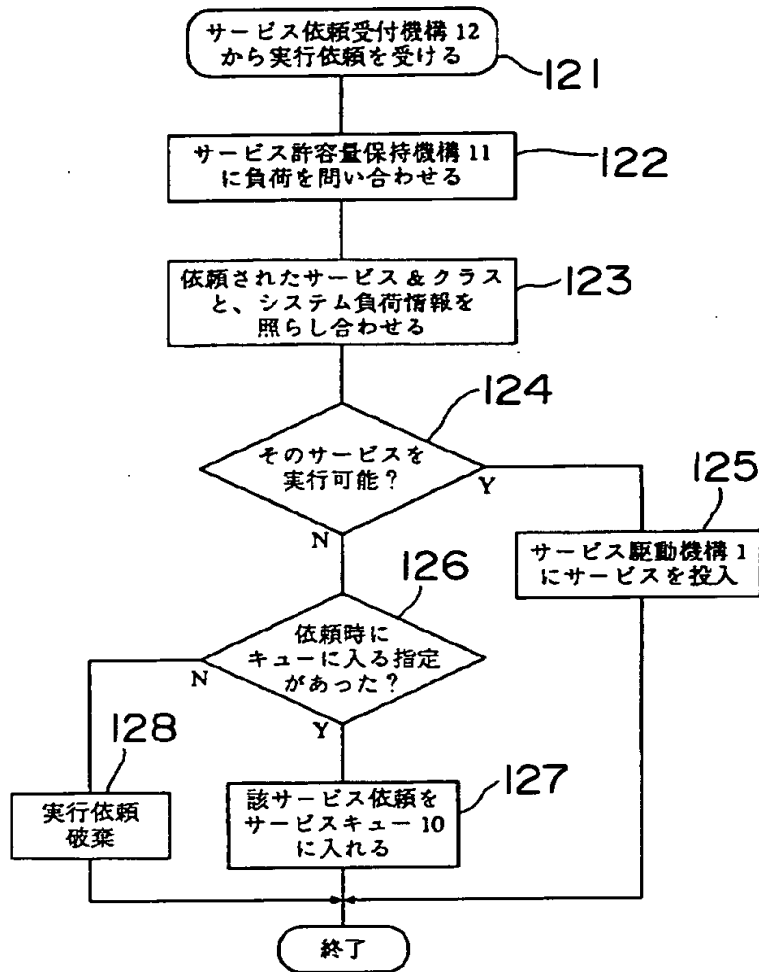 サービス依頼受付機構12
から実行依頼を受ける
121
サービス許容量保持機構11
に負荷を問い合わせる
122
依頼されたサービス&クラス
と、システム負荷情報を
照らし合わせる
123
124
そのサービスを
実行可能?
Y
N
125
サービス駆動機構1
にサービスを投入
126
依頼時に
キューに入る指定
があった?
N
Y
128
実行依頼
破棄
127
該サービス依頼を
サービスキュー10
に入れる
終了